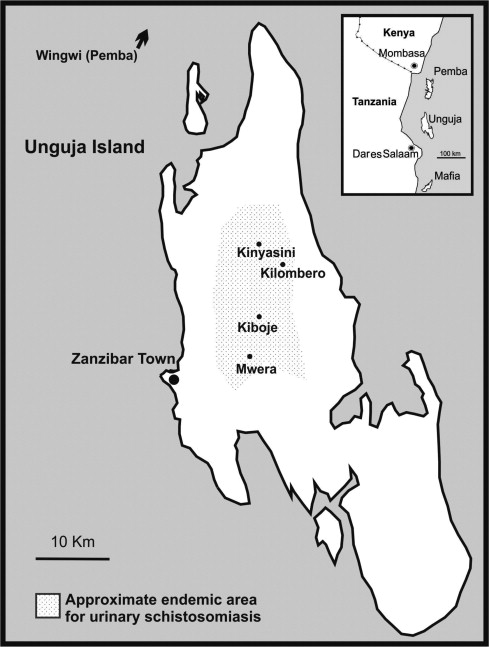 Wingwi (Pemba)
Unguja Island
Kenya
Mombasa
Pemba
Tanzania
Unguja
Dares Salaam
100 km
Mafia
Kinyasini
Kilombero
Kiboje
Zanzibar Town
Mwera
10 Km
Approximate endemic area
for urinary schistosomiasis